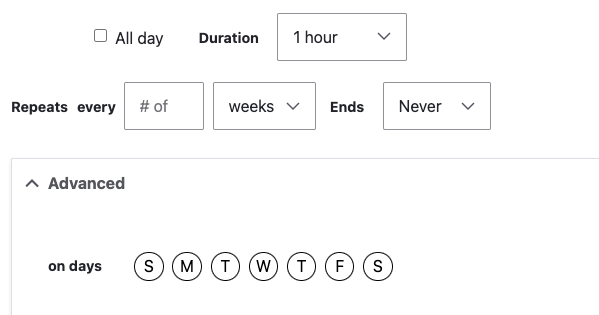 All day Duration 1 hour
Repeats every # of weeks Ends Never
Advanced
on days S M T W T F S